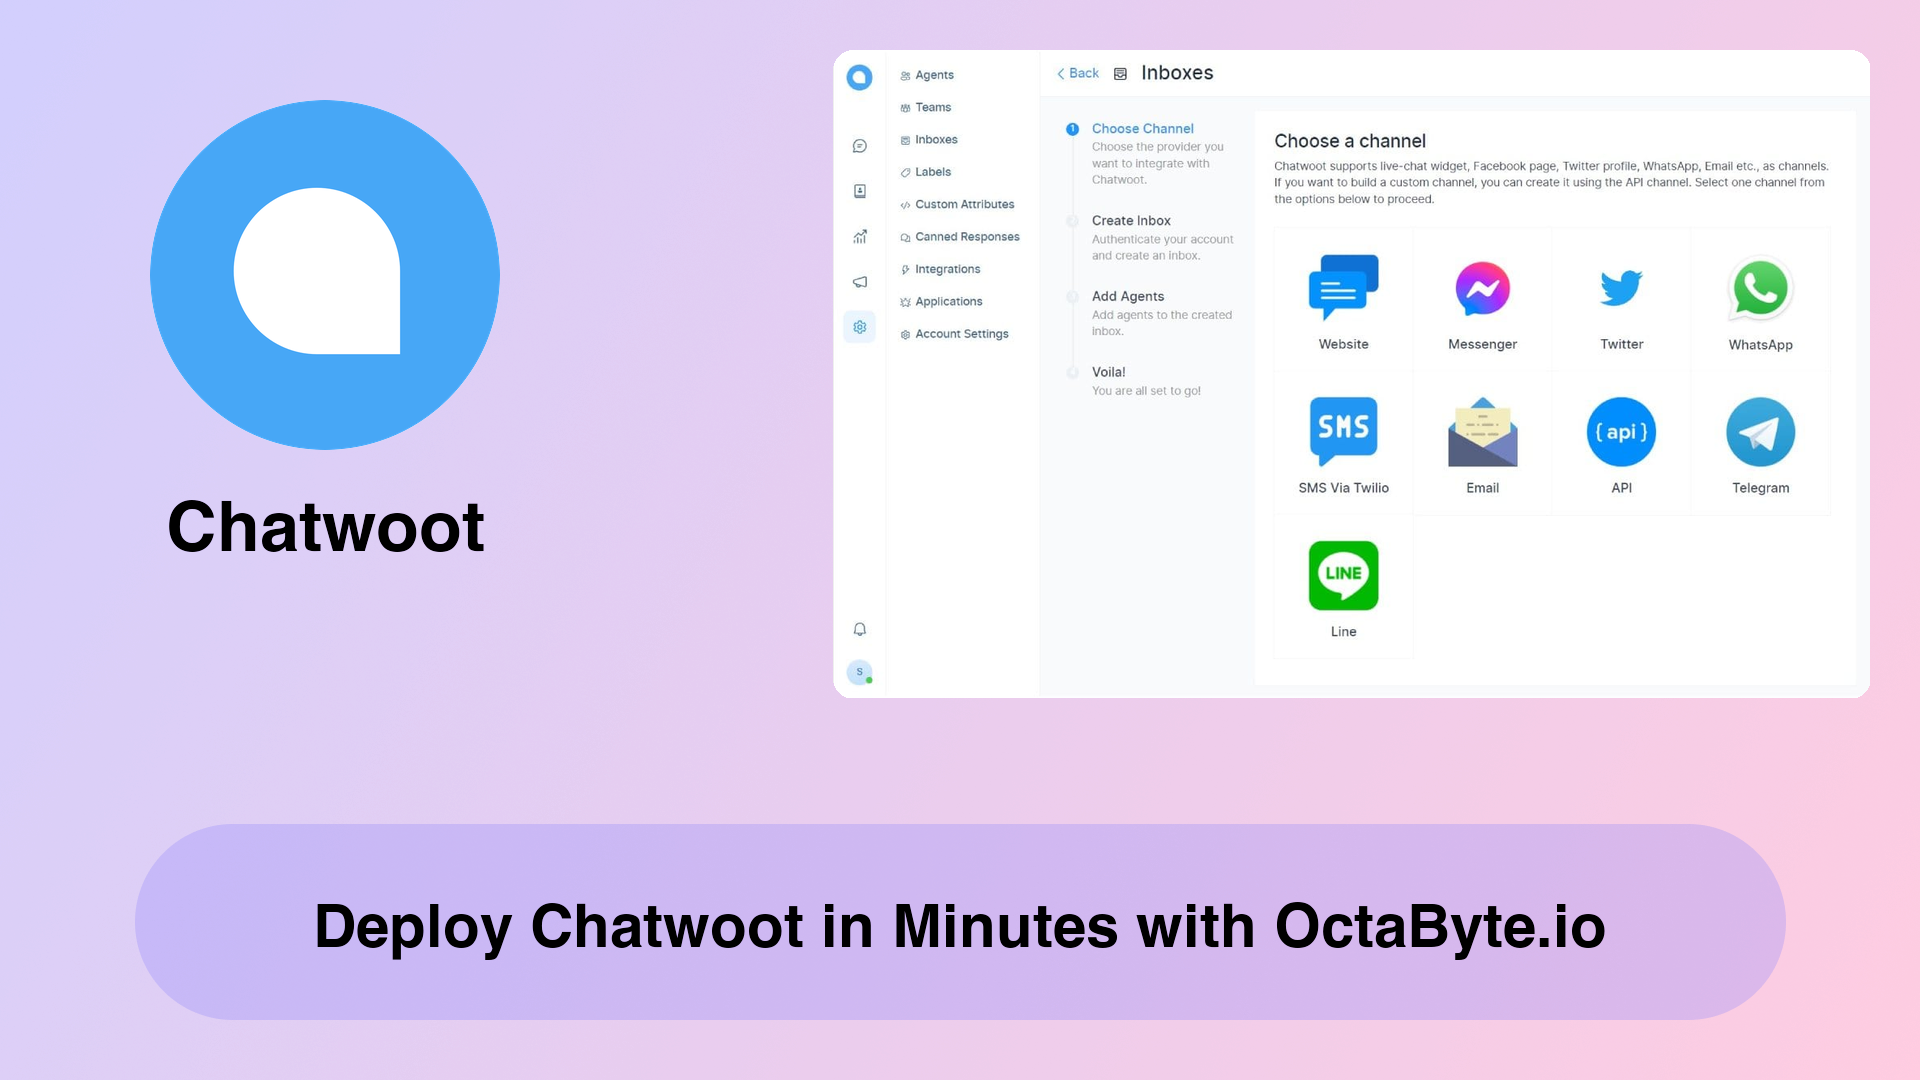 Chatwoot
Agents
Teams
Inboxes
Labels
Custom Attributes
Canned Responses
Integrations
Applications
Account Settings
S
Back
Inboxes
1
Choose Channel
Choose the provider you
want to integrate with
Chatwoot.
Create Inbox
Authenticate your account
and create an inbox.
Add Agents
Add agents to the created
inbox.
Voila!
You are all set to go!
Choose a channel
Chatwoot supports live-chat widget, Facebook page, Twitter profile, WhatsApp, Email etc., as channels.
If you want to build a custom channel, you can create it using the API channel. Select one channel from
the options below to proceed.
Website
Messenger
Twitter
WhatsApp
SMS
{ api }
SMS Via Twilio
Email
API
Telegram
LINE
Line
Deploy Chatwoot in Minutes with OctaByte.io